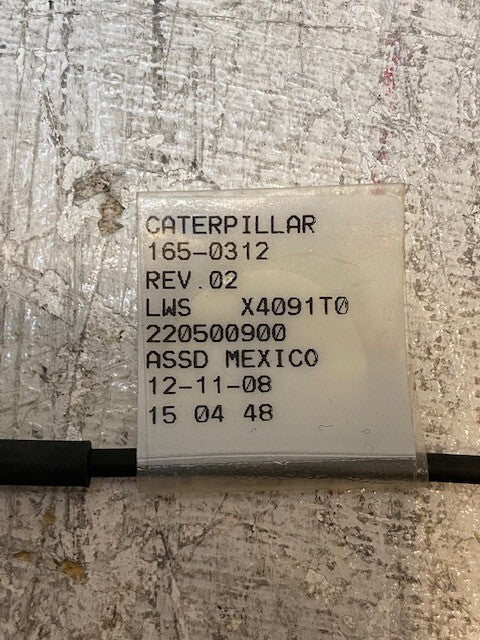 CATERPILLAR
165-0312
REV.02
LWS X4091T0
220500900
ASSD MEXICO
12-11-08
15 04 48